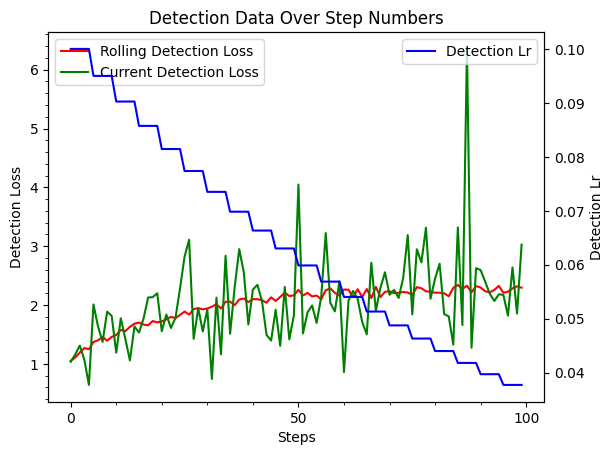 Detection Data Over Step Numbers
Rolling Detection Loss
Current Detection Loss
Detection Lr
Detection Loss
6
5
4
3
2
1
0.10
0.09
0.08
0.07
0.06
0.05
0.04
Detection Lr
0
50
100
Steps